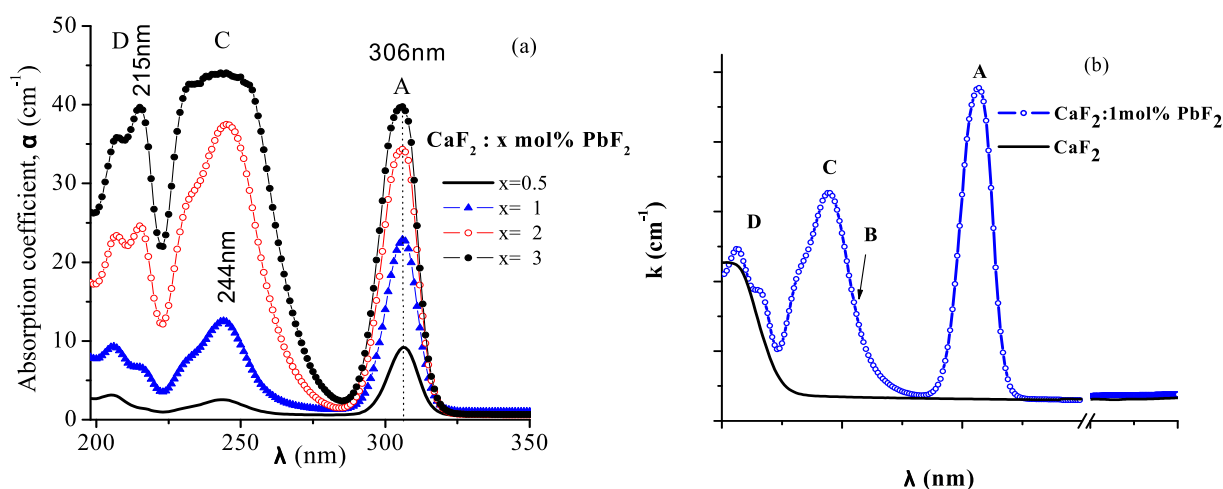 50
40
30
20
10
0
200
250
300
350
Absorption coefficient, α (cm⁻¹)
λ (nm)
(a)
D
215nm
C
244nm
306nm
A
CaF₂ : x mol% PbF₂
x=0.5
x= 1
x= 2
x= 3
(b)
A
CaF₂:1mol% PbF₂
CaF₂
C
D
B
k (cm⁻¹)
λ (nm)